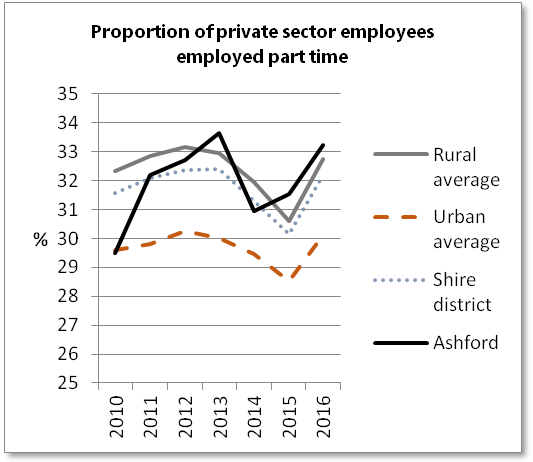 Proportion of private sector employees
employed part time
35
34
33
32
31
30
29
28
27
26
25
%
2010
2011
2012
2013
2014
2015
2016
Rural
average
Urban
average
Shire
district
Ashford